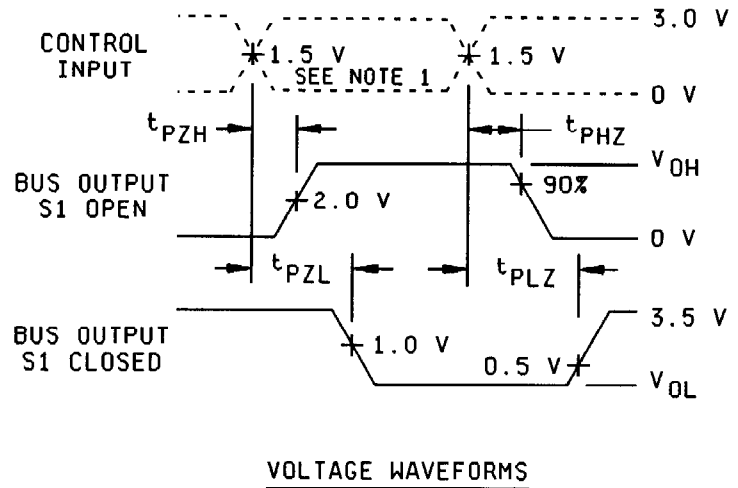 3.0 V
CONTROL
INPUT
1.5 V
1.5 V
SEE NOTE 1
0 V
tPZH
tPHZ
VOH
BUS OUTPUT
S1 OPEN
2.0 V
90%
0 V
tPZL
tPLZ
3.5 V
BUS OUTPUT
S1 CLOSED
1.0 V
0.5 V
VOL
VOLTAGE WAVEFORMS